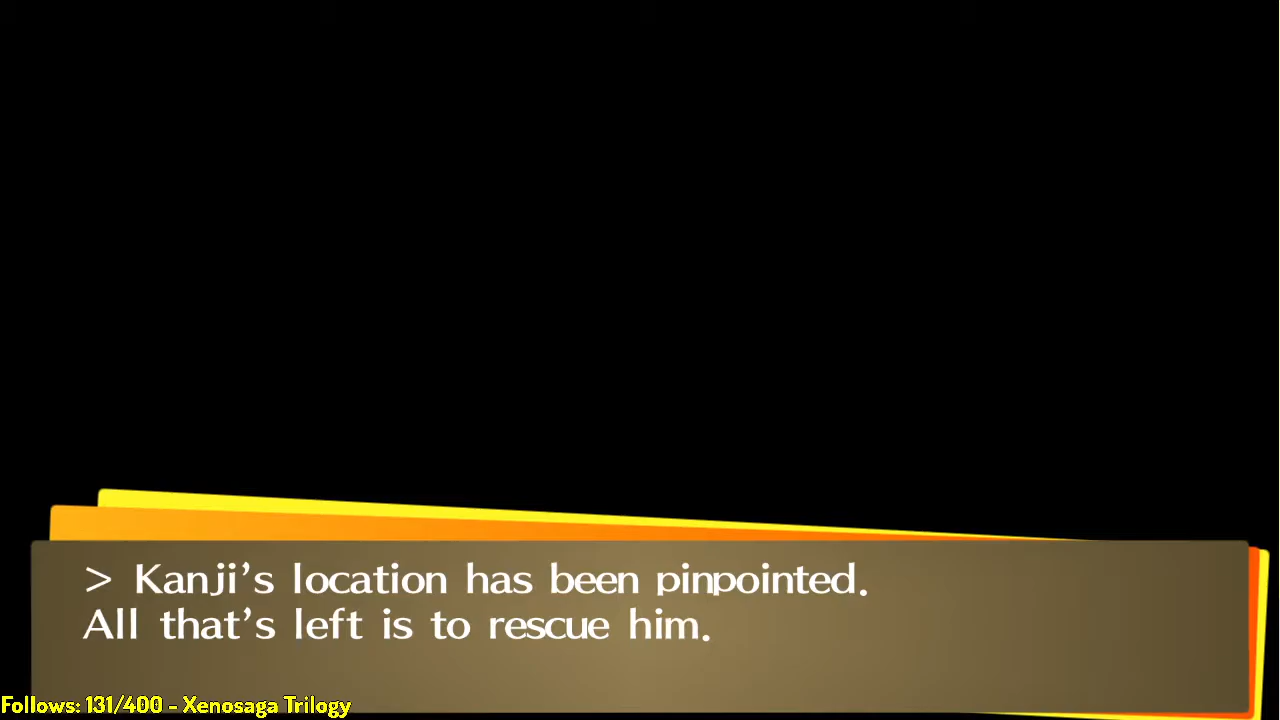 > Kanji’s location has been pinpointed.
All that’s left is to rescue him.
Follows: 131/400 - Xenosaga Trilogy